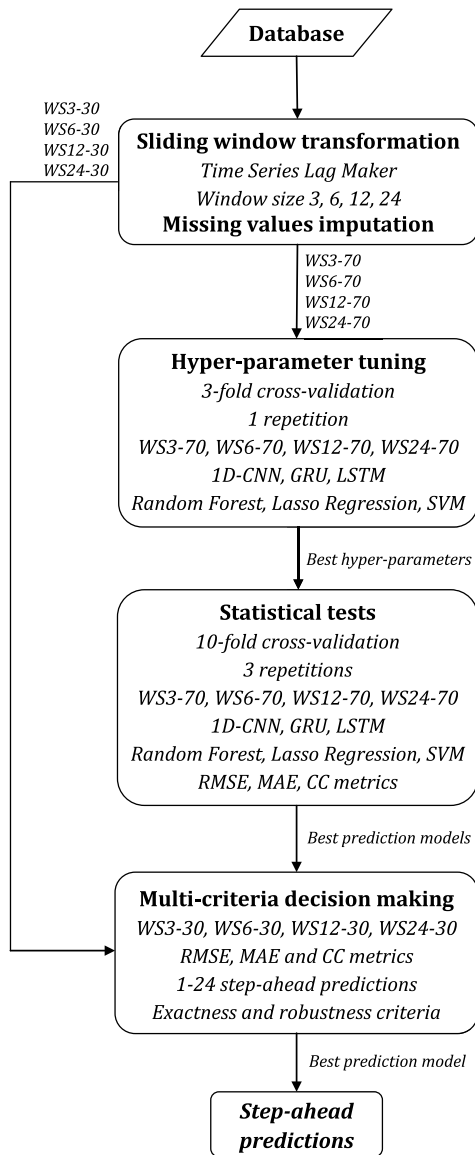 Database
WS3-30
WS6-30
WS12-30
WS24-30
Sliding window transformation
Time Series Lag Maker
Window size 3, 6, 12, 24
Missing values imputation
WS3-70
WS6-70
WS12-70
WS24-70
Hyper-parameter tuning
3-fold cross-validation
1 repetition
WS3-70, WS6-70, WS12-70, WS24-70
1D-CNN, GRU, LSTM
Random Forest, Lasso Regression, SVM
Best hyper-parameters
Statistical tests
10-fold cross-validation
3 repetitions
WS3-70, WS6-70, WS12-70, WS24-70
1D-CNN, GRU, LSTM
Random Forest, Lasso Regression, SVM
RMSE, MAE, CC metrics
Best prediction models
Multi-criteria decision making
WS3-30, WS6-30, WS12-30, WS24-30
RMSE, MAE and CC metrics
1-24 step-ahead predictions
Exactness and robustness criteria
Best prediction model
Step-ahead
predictions